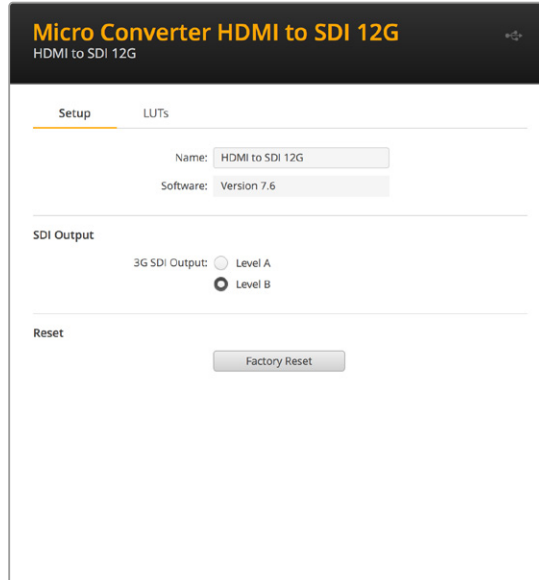 Micro Converter HDMI to SDI 12G
HDMI to SDI 12G
Setup LUTs
Name: HDMI to SDI 12G
Software: Version 7.6
SDI Output
3G SDI Output: Level A
Level B
Reset
Factory Reset